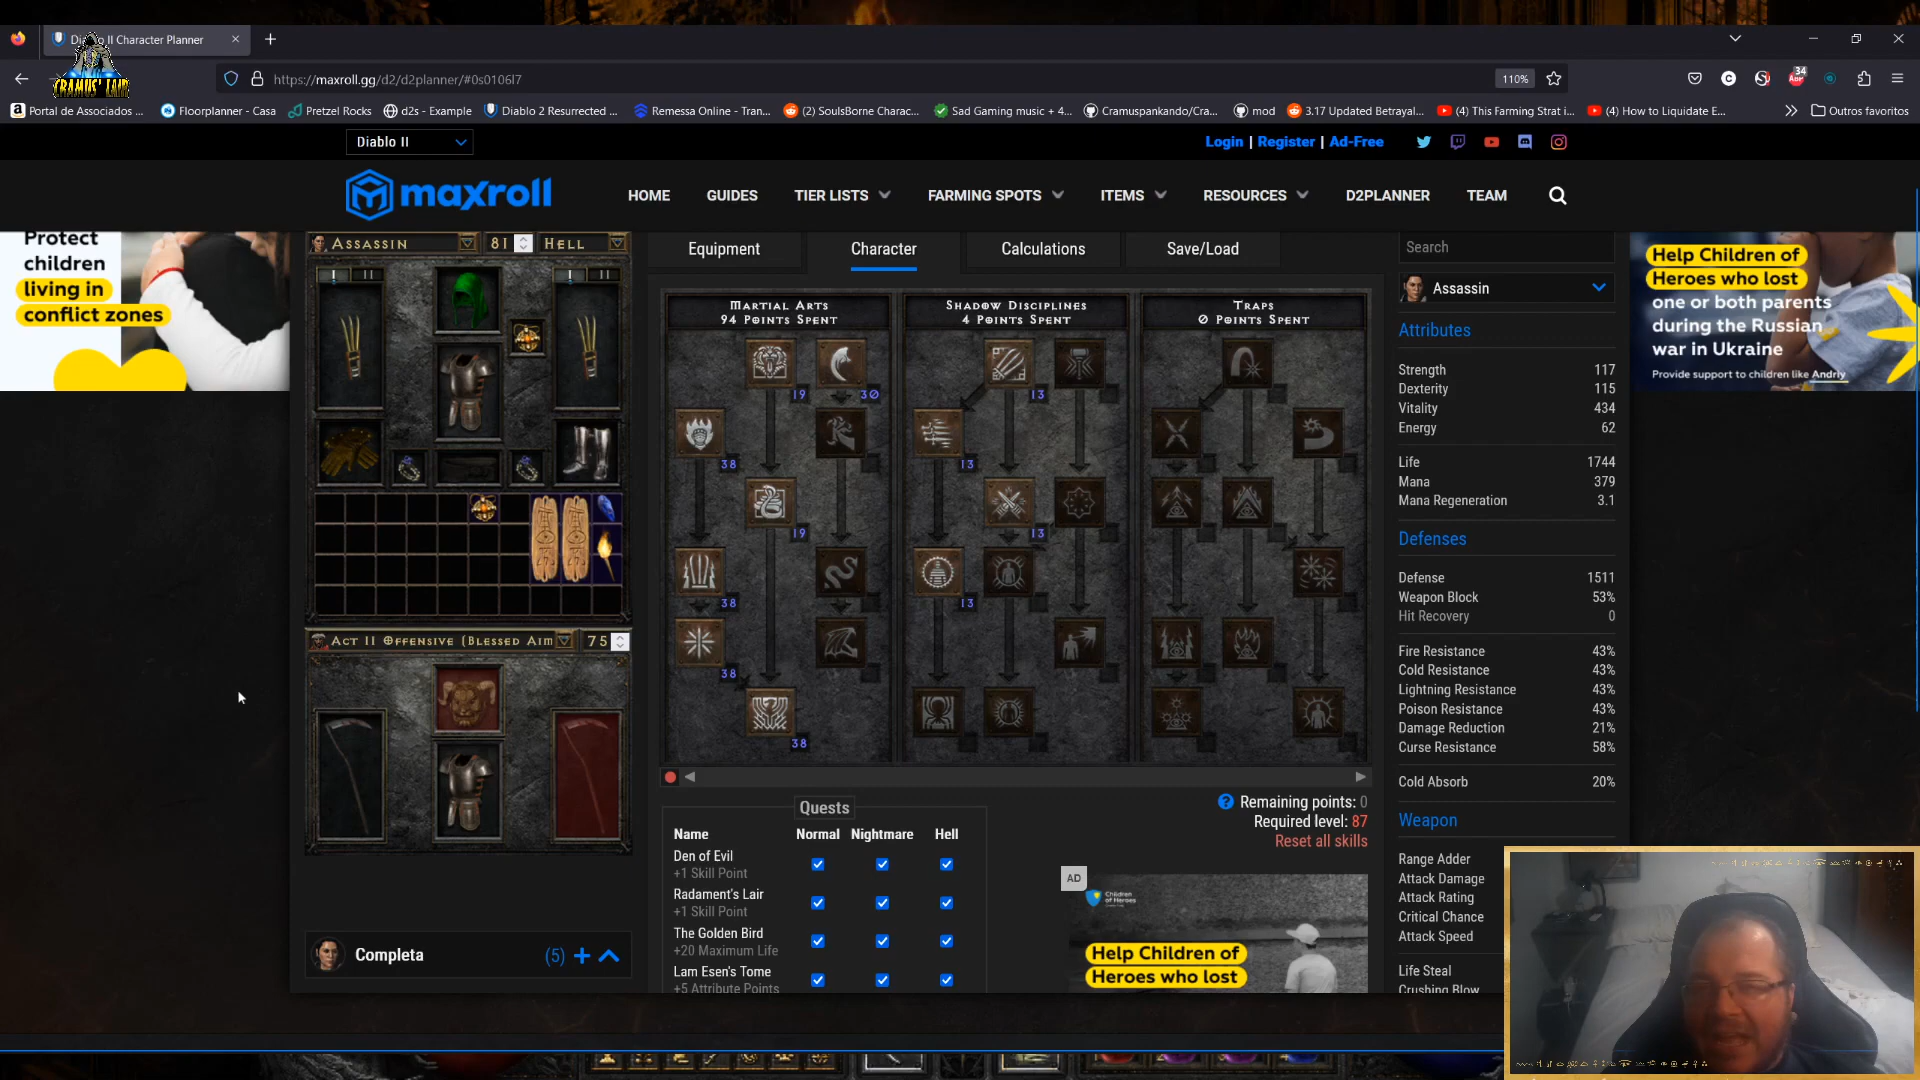 Diablo II Character Planner
CRAMUS' LAIR
https://maxroll.gg/d2/d2planner/#0s0106l7
110%
34
Portal de Associados ...
Floorplanner - Casa
Pretzel Rocks
d2s - Example
Diablo 2 Resurrected ...
Remessa Online - Tran...
(2) SoulsBorne Charac...
Sad Gaming music + 4...
Cramuspankando/Cra...
mod
3.17 Updated Betrayal...
(4) This Farming Strat i...
(4) How to Liquidate E...
Outros favoritos
Diablo II
Login | Register | Ad-Free
maxroll
HOME
GUIDES
TIER LISTS
FARMING SPOTS
ITEMS
RESOURCES
D2PLANNER
TEAM
Protect
children
living in
conflict zones
Assassin 81 Hell
I II
I II
Act II Offensive (Blessed Aim 75
Completa (5)
Equipment
Character
Calculations
Save/Load
Martial Arts
94 Points Spent
Shadow Disciplines
4 Points Spent
Traps
0 Points Spent
19 30 13
38 13
19 13
38 13
38
38
Remaining points: 0
Required level: 87
Reset all skills
Quests
Name Normal Nightmare Hell
Den of Evil
+1 Skill Point
Radament's Lair
+1 Skill Point
The Golden Bird
+20 Maximum Life
Lam Esen's Tome
+5 Attribute Points
AD
Children of Heroes
Help Children of
Heroes who lost
Search
Assassin
Attributes
Strength 117
Dexterity 115
Vitality 434
Energy 62
Life 1744
Mana 379
Mana Regeneration 3.1
Defenses
Defense 1511
Weapon Block 53%
Hit Recovery 0
Fire Resistance 43%
Cold Resistance 43%
Lightning Resistance 43%
Poison Resistance 43%
Damage Reduction 21%
Curse Resistance 58%
Cold Absorb 20%
Weapon
Range Adder
Attack Damage
Attack Rating
Critical Chance
Attack Speed
Life Steal
Crushing Blow
Help Children of
Heroes who lost
one or both parents
during the Russian
war in Ukraine
Provide support to children like Andriy